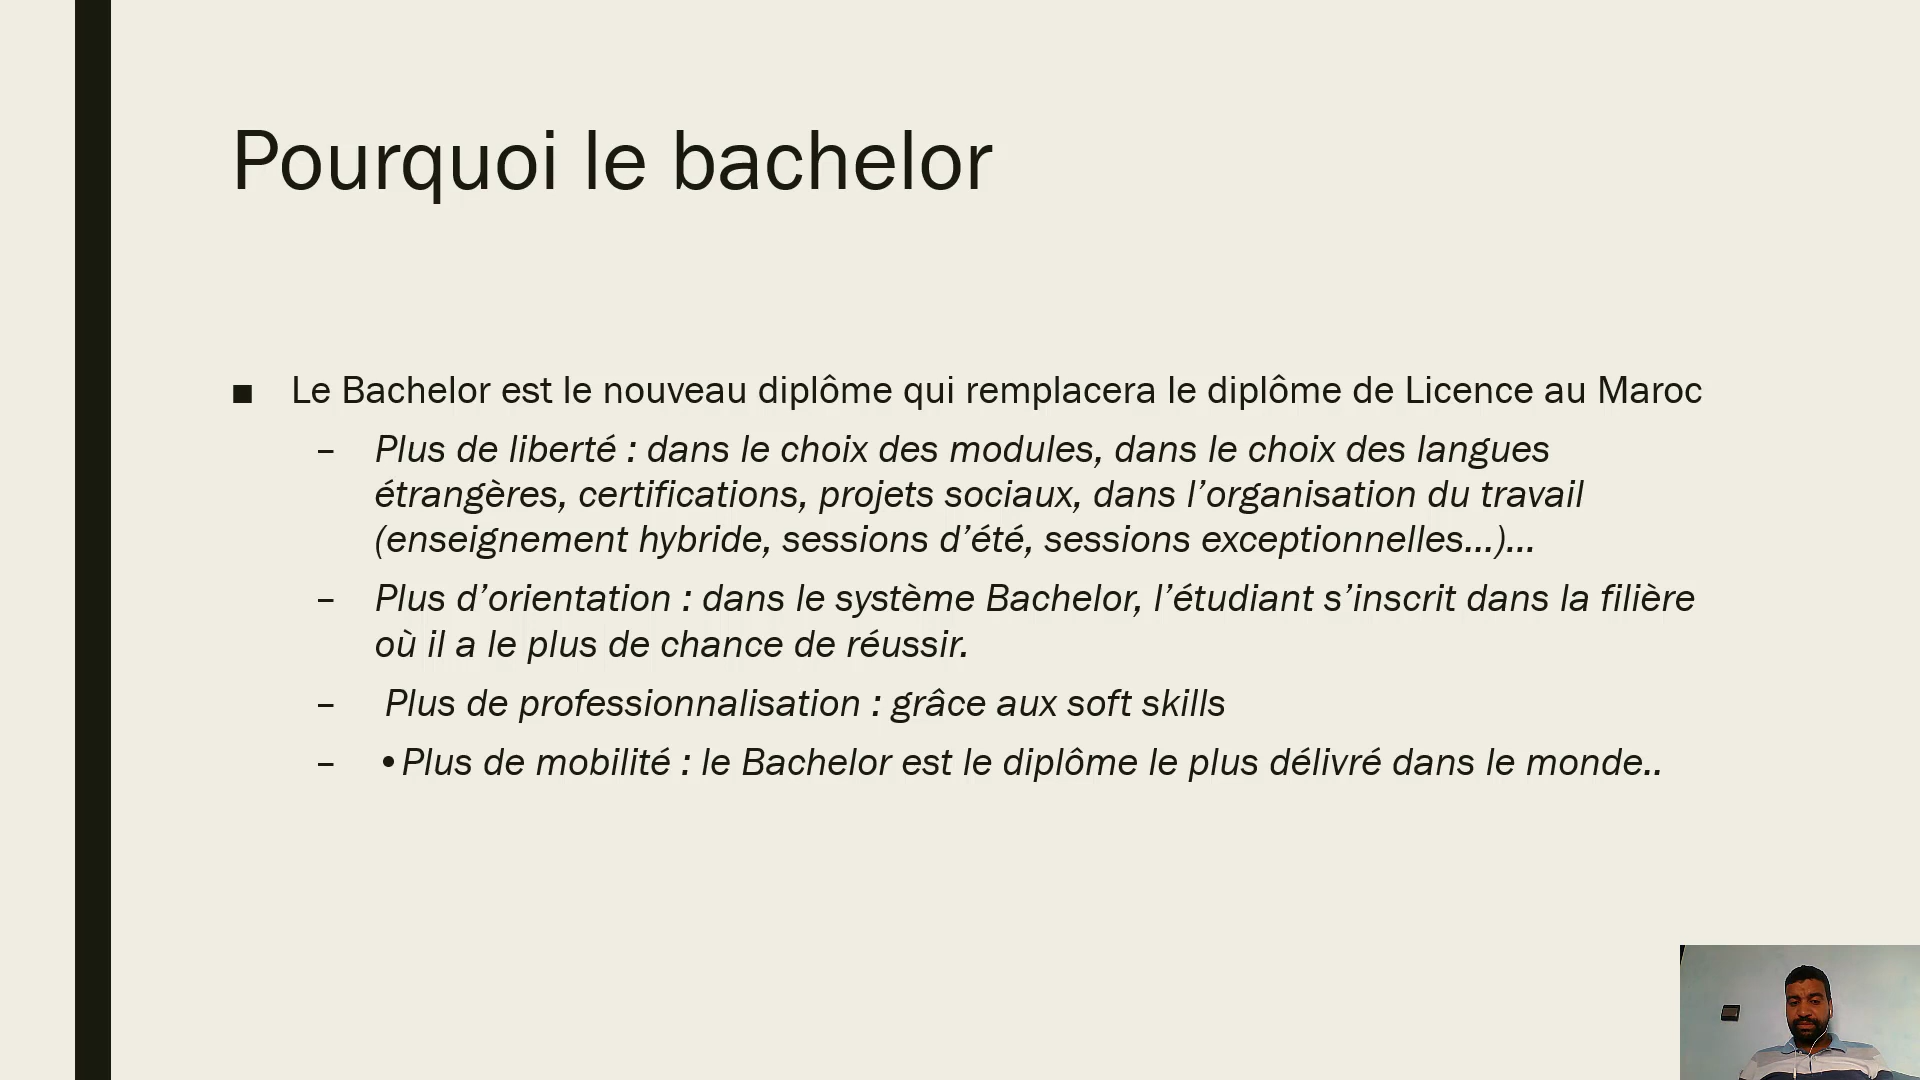 Pourquoi le bachelor
■ Le Bachelor est le nouveau diplôme qui remplacera le diplôme de Licence au Maroc
– Plus de liberté : dans le choix des modules, dans le choix des langues
étrangères, certifications, projets sociaux, dans l’organisation du travail
(enseignement hybride, sessions d’été, sessions exceptionnelles...)...
– Plus d’orientation : dans le système Bachelor, l’étudiant s’inscrit dans la filière
où il a le plus de chance de réussir.
– Plus de professionnalisation : grâce aux soft skills
– •Plus de mobilité : le Bachelor est le diplôme le plus délivré dans le monde..